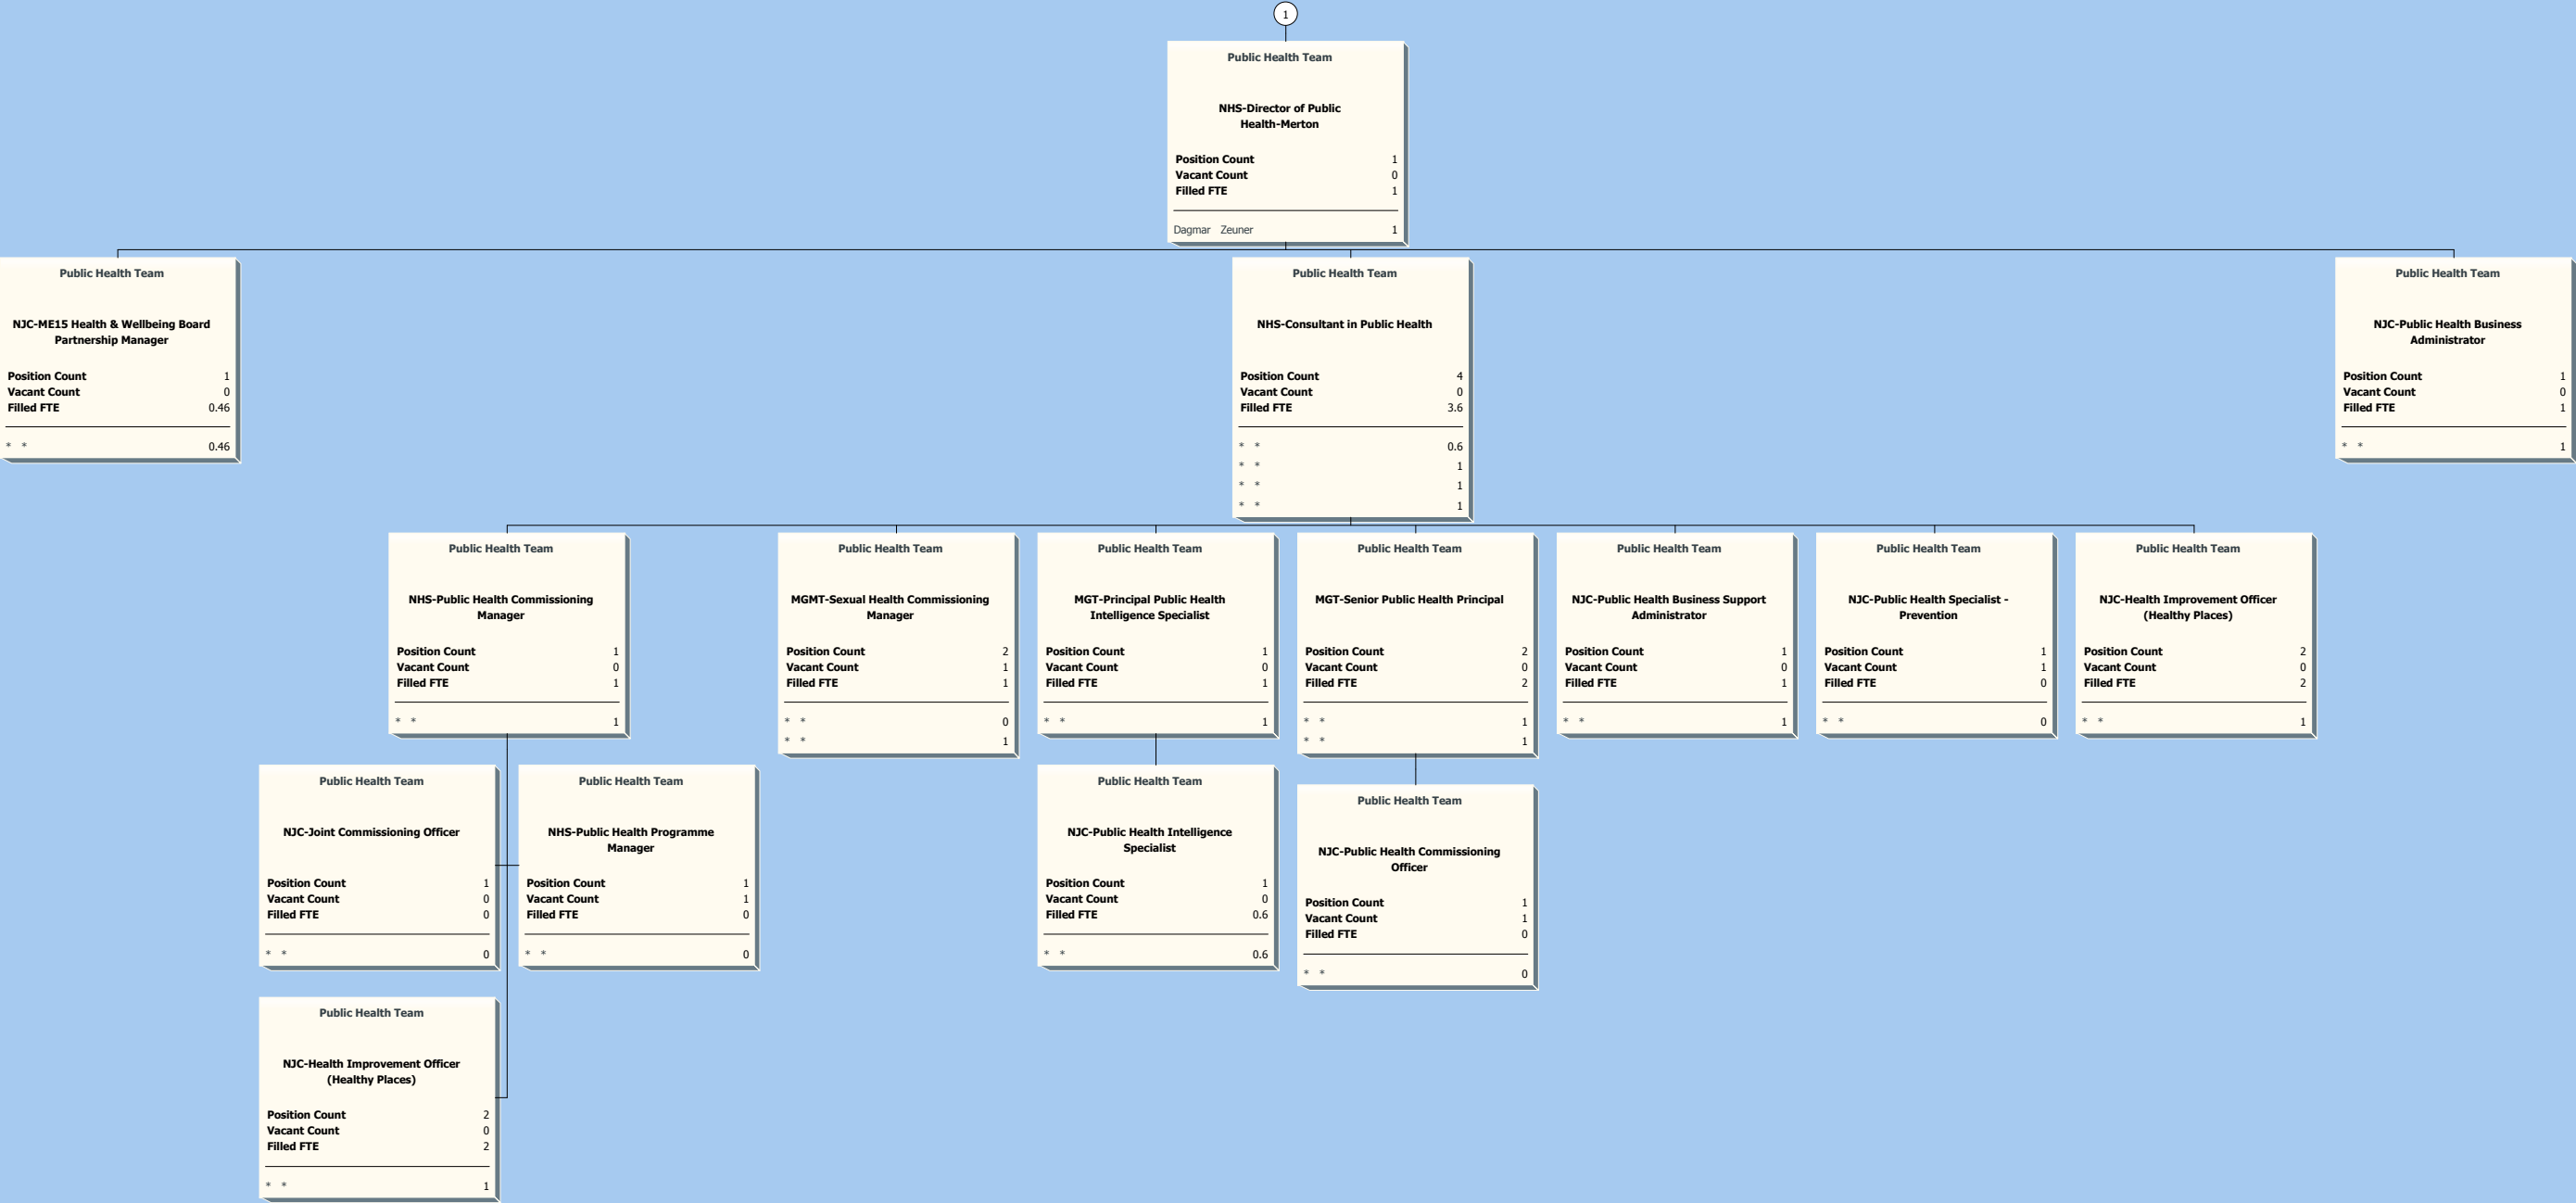 1
Public Health Team
NHS-Director of Public
Health-Merton
Position Count 1
Vacant Count 0
Filled FTE 1
Dagmar Zeuner 1
Public Health Team
NJC-ME15 Health & Wellbeing Board
Partnership Manager
Position Count 1
Vacant Count 0
Filled FTE 0.46
* * 0.46
Public Health Team
NHS-Consultant in Public Health
Position Count 4
Vacant Count 0
Filled FTE 3.6
* * 0.6
* * 1
* * 1
* * 1
Public Health Team
NJC-Public Health Business
Administrator
Position Count 1
Vacant Count 0
Filled FTE 1
* * 1
Public Health Team
NHS-Public Health Commissioning
Manager
Position Count 1
Vacant Count 0
Filled FTE 1
* * 1
Public Health Team
MGMT-Sexual Health Commissioning
Manager
Position Count 2
Vacant Count 1
Filled FTE 1
* * 0
* * 1
Public Health Team
MGT-Principal Public Health
Intelligence Specialist
Position Count 1
Vacant Count 0
Filled FTE 1
* * 1
Public Health Team
MGT-Senior Public Health Principal
Position Count 2
Vacant Count 0
Filled FTE 2
* * 1
* * 1
Public Health Team
NJC-Public Health Business Support
Administrator
Position Count 1
Vacant Count 0
Filled FTE 1
* * 1
Public Health Team
NJC-Public Health Specialist -
Prevention
Position Count 1
Vacant Count 1
Filled FTE 0
* * 0
Public Health Team
NJC-Health Improvement Officer
(Healthy Places)
Position Count 2
Vacant Count 0
Filled FTE 2
* * 1
Public Health Team
NJC-Joint Commissioning Officer
Position Count 1
Vacant Count 0
Filled FTE 0
* * 0
Public Health Team
NHS-Public Health Programme
Manager
Position Count 1
Vacant Count 1
Filled FTE 0
* * 0
Public Health Team
NJC-Public Health Intelligence
Specialist
Position Count 1
Vacant Count 0
Filled FTE 0.6
* * 0.6
Public Health Team
NJC-Public Health Commissioning
Officer
Position Count 1
Vacant Count 1
Filled FTE 0
* * 0
Public Health Team
NJC-Health Improvement Officer
(Healthy Places)
Position Count 2
Vacant Count 0
Filled FTE 2
* * 1